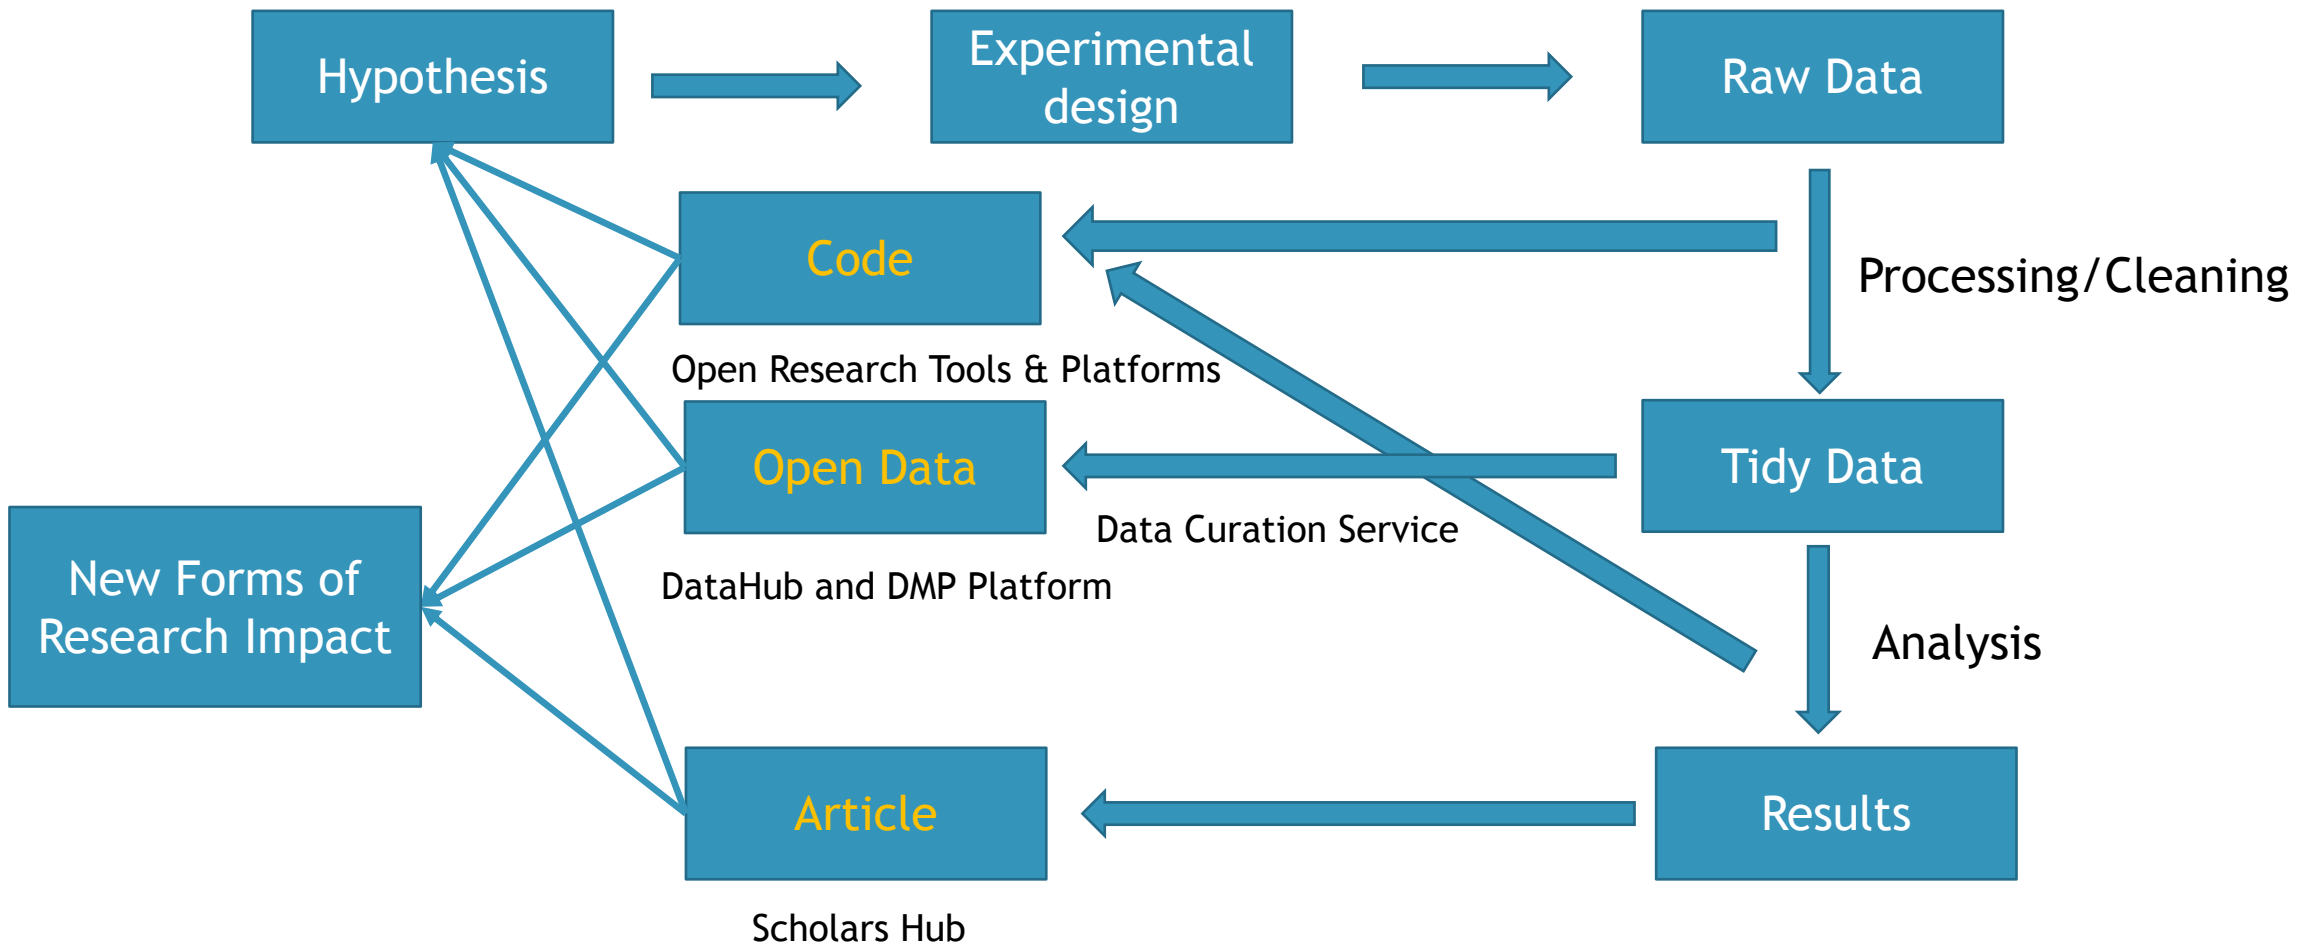 Hypothesis
Experimental
design
Raw Data
Code
Processing/Cleaning
Open Research Tools & Platforms
Open Data
Tidy Data
Data Curation Service
New Forms of
Research Impact
DataHub and DMP Platform
Analysis
Article
Results
Scholars Hub